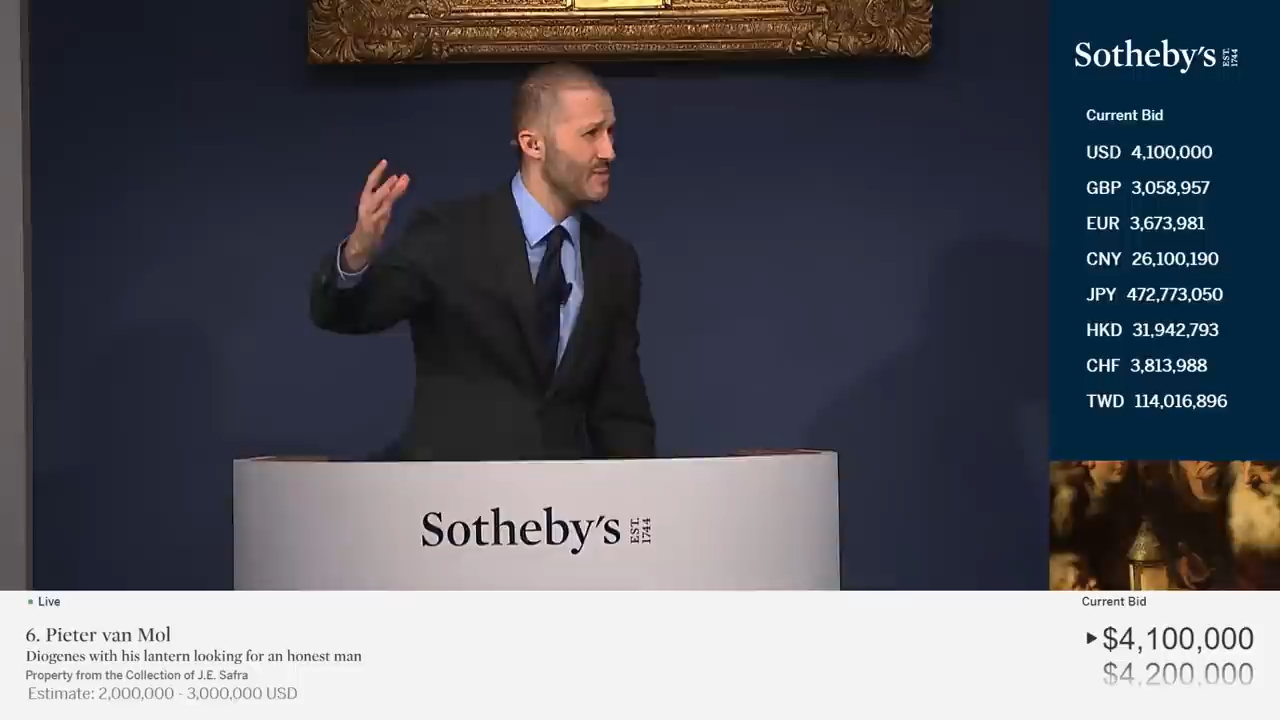 Sotheby's EST. 1744
Current Bid
USD 4,100,000
GBP 3,058,957
EUR 3,673,981
CNY 26,100,190
JPY 472,773,050
HKD 31,942,793
CHF 3,813,988
TWD 114,016,896
Sotheby's EST. 1744
Live
6. Pieter van Mol
Diogenes with his lantern looking for an honest man
Property from the Collection of J.E. Safra
Estimate: 2,000,000 - 3,000,000 USD
Current Bid
$4,100,000
$4,200,000